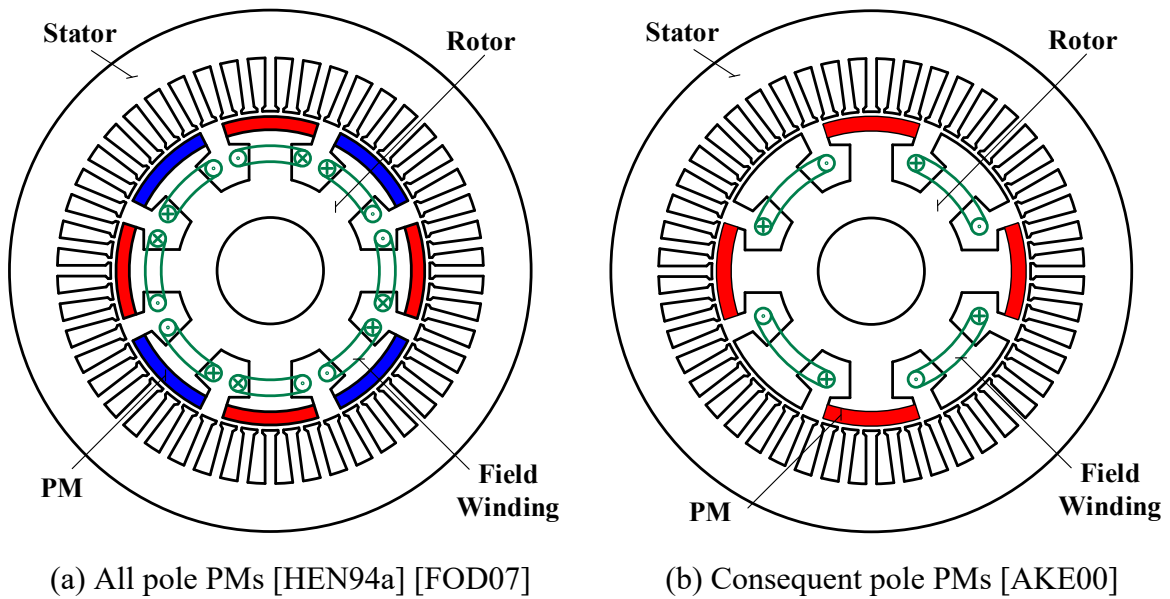 Stator
Rotor
PM
Field
Winding
(a) All pole PMs [HEN94a] [FOD07]
Stator
Rotor
PM
Field
Winding
(b) Consequent pole PMs [AKE00]